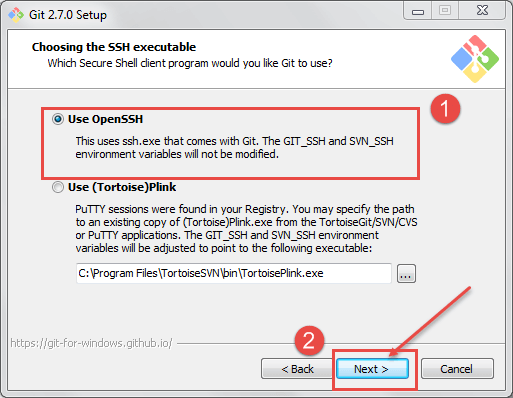 Git 2.7.0 Setup
Choosing the SSH executable
Which Secure Shell client program would you like Git to use?
1
Use OpenSSH
This uses ssh.exe that comes with Git. The GIT_SSH and SVN_SSH
environment variables will not be modified.
Use (Tortoise)Plink
PuTTY sessions were found in your Registry. You may specify the path
to an existing copy of (Tortoise)Plink.exe from the TortoiseGit/SVN/CVS
or PuTTY applications. The GIT_SSH and SVN_SSH environment
variables will be adjusted to point to the following executable:
C:\Program Files\TortoiseSVN\bin\TortoisePlink.exe ...
https://git-for-windows.github.io/
2
< Back Next > Cancel